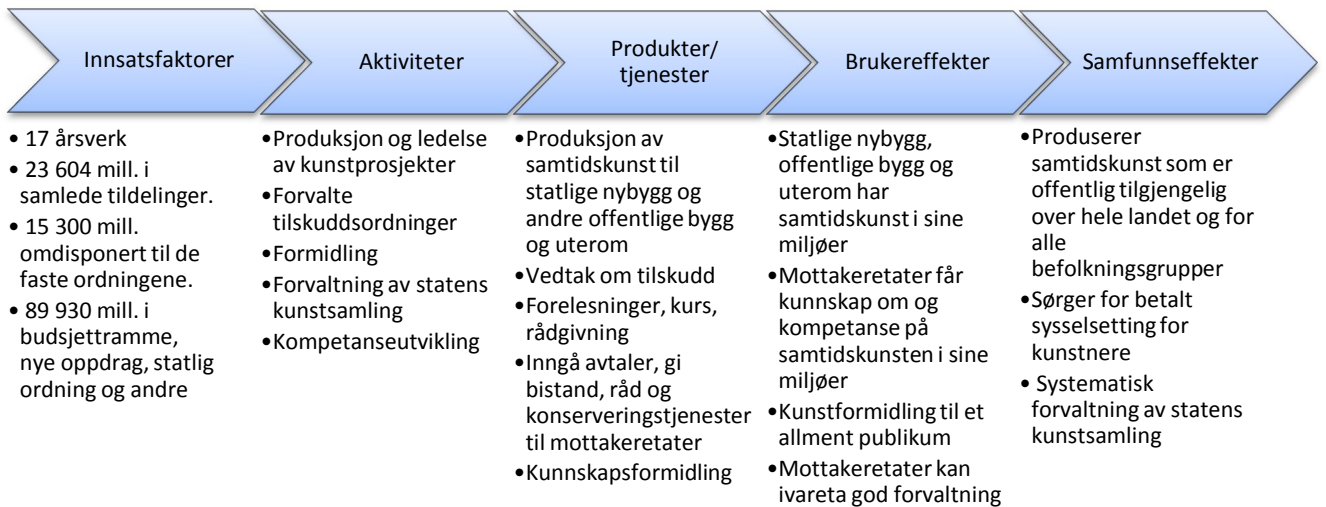 Innsatsfaktorer
Aktiviteter
Produkter/
tjenester
Brukereffekter
Samfunnseffekter
• 17 årsverk
• 23 604 mill. i
samlede tildelinger.
• 15 300 mill.
omdisponert til de
faste ordningene.
• 89 930 mill. i
budsjettramme,
nye oppdrag, statlig
ordning og andre
•Produksjon og ledelse
av kunstprosjekter
•Forvalte
tilskuddsordninger
•Formidling
•Forvaltning av statens
kunstsamling
•Kompetanseutvikling
•Produksjon av
samtidskunst til
statlige nybygg og
andre offentlige bygg
og uterom
•Vedtak om tilskudd
•Forelesninger, kurs,
rådgivning
•Inngå avtaler, gi
bistand, råd og
konserveringstjenester
til mottakeretater
•Kunnskapsformidling
•Statlige nybygg,
offentlige bygg og
uterom har
samtidskunst i sine
miljøer
•Mottakeretater får
kunnskap om og
kompetanse på
samtidskunsten i sine
miljøer
•Kunstformidling til et
allment publikum
•Mottakeretater kan
ivareta god forvaltning
•Produserer
samtidskunst som er
offentlig tilgjengelig
over hele landet og for
alle
befolkningsgrupper
•Sørger for betalt
sysselsetting for
kunstnere
• Systematisk
forvaltning av statens
kunstsamling